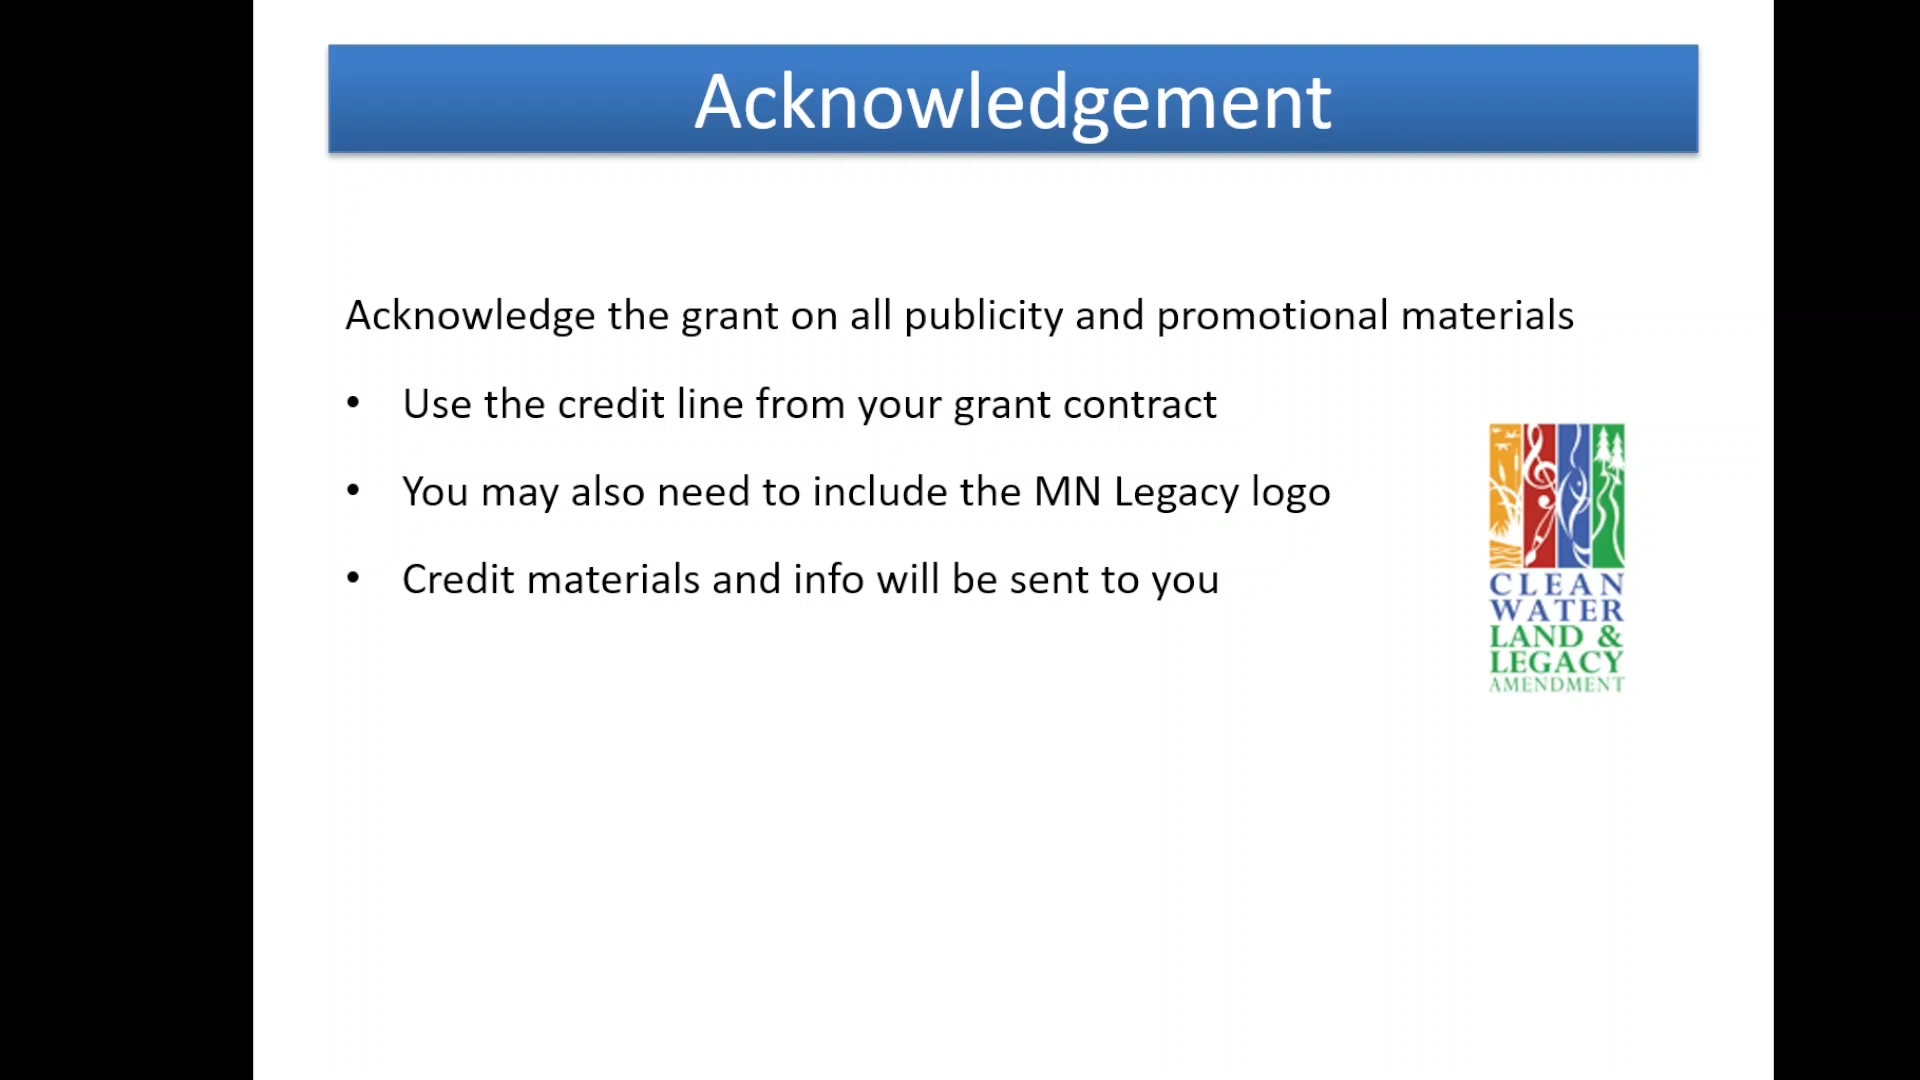 Acknowledgement
Acknowledge the grant on all publicity and promotional materials
• Use the credit line from your grant contract
• You may also need to include the MN Legacy logo
• Credit materials and info will be sent to you
CLEAN
WATER
LAND &
LEGACY
AMENDMENT